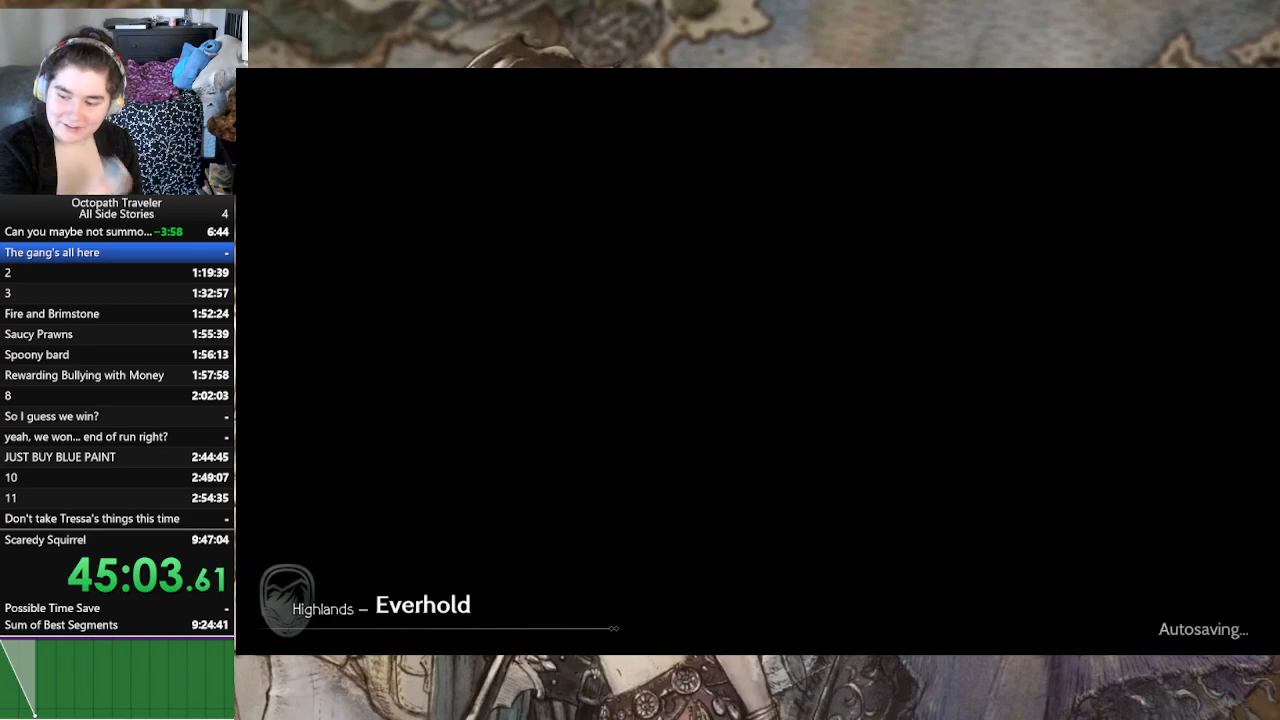 Octopath Traveler
All Side Stories 4
Can you maybe not summo... −3:58 6:44
The gang's all here -
2 1:19:39
3 1:32:57
Fire and Brimstone 1:52:24
Saucy Prawns 1:55:39
Spoony bard 1:56:13
Rewarding Bullying with Money 1:57:58
8 2:02:03
So I guess we win? -
yeah, we won... end of run right? -
JUST BUY BLUE PAINT 2:44:45
10 2:49:07
11 2:54:35
Don't take Tressa's things this time -
Scaredy Squirrel 9:47:04
45:03.61
Possible Time Save -
Sum of Best Segments 9:24:41
Highlands – Everhold
Autosaving...